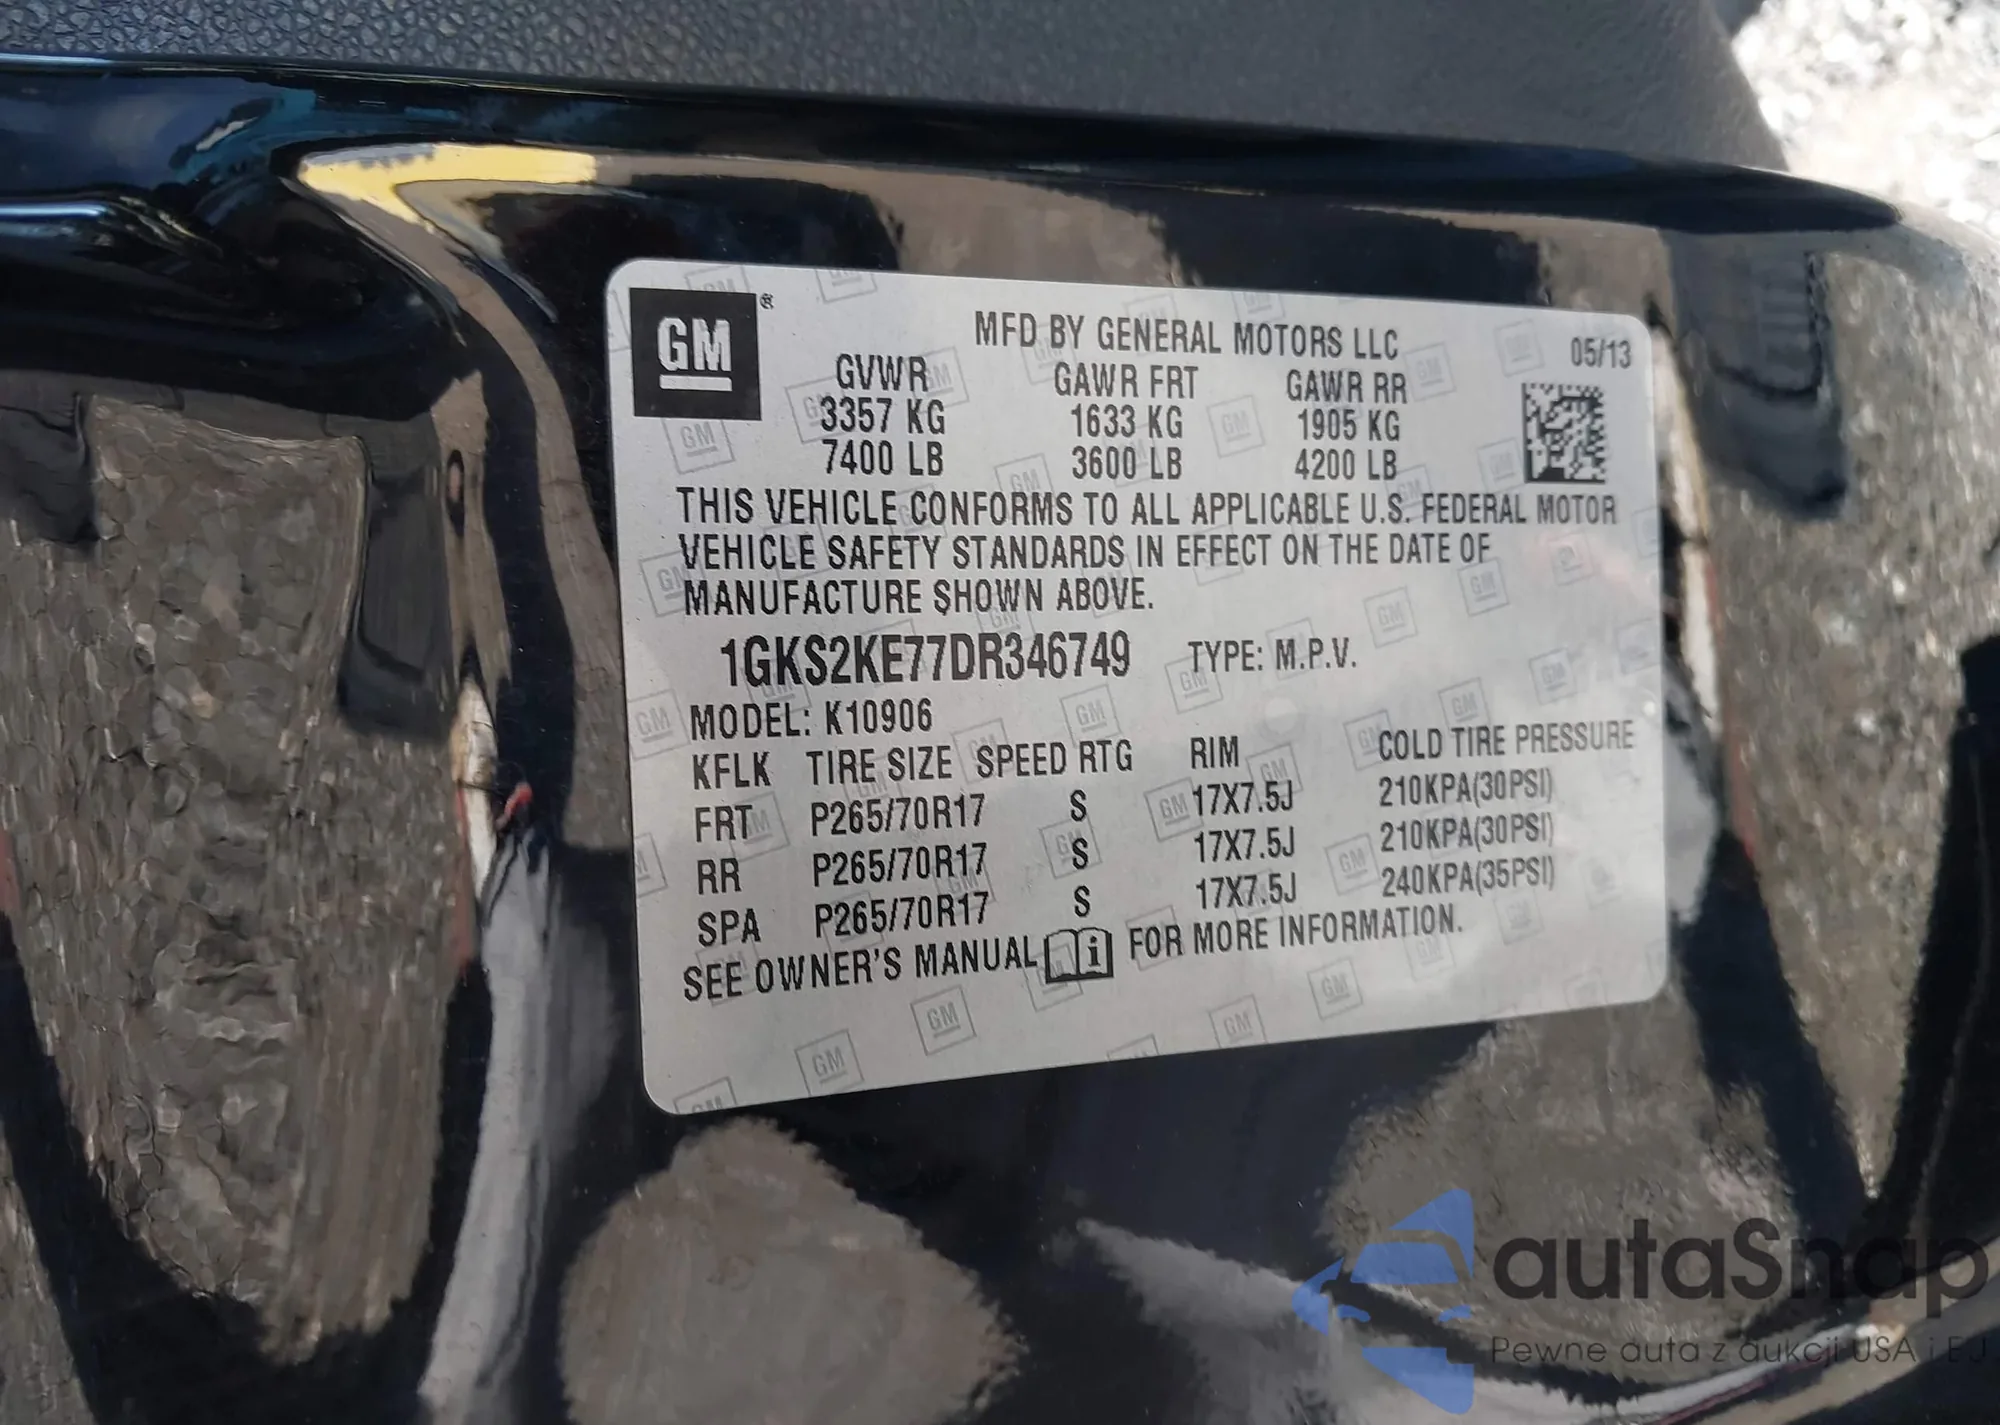 GM ®
MFD BY GENERAL MOTORS LLC 05/13
GVWR GAWR FRT GAWR RR
3357 KG 1633 KG 1905 KG
7400 LB 3600 LB 4200 LB
THIS VEHICLE CONFORMS TO ALL APPLICABLE U.S. FEDERAL MOTOR
VEHICLE SAFETY STANDARDS IN EFFECT ON THE DATE OF
MANUFACTURE SHOWN ABOVE.
1GKS2KE77DR346749 TYPE: M.P.V.
MODEL: K10906
KFLK TIRE SIZE SPEED RTG RIM COLD TIRE PRESSURE
FRT P265/70R17 S 17X7.5J 210KPA(30PSI)
RR P265/70R17 S 17X7.5J 210KPA(30PSI)
SPA P265/70R17 S 17X7.5J 240KPA(35PSI)
SEE OWNER'S MANUAL i FOR MORE INFORMATION.
autaSnap
Pewne auta z aukcji USA i EU